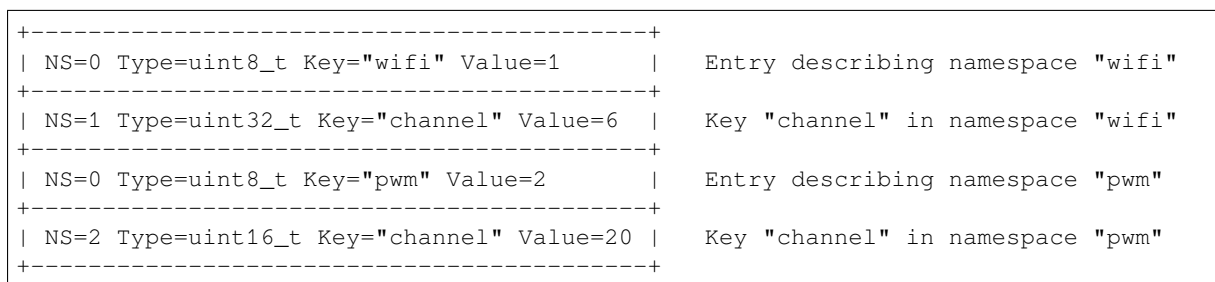 +-------------------------------------------+
| NS=0 Type=uint8_t Key="wifi" Value=1      |   Entry describing namespace "wifi"
+-------------------------------------------+
| NS=1 Type=uint32_t Key="channel" Value=6  |   Key "channel" in namespace "wifi"
+-------------------------------------------+
| NS=0 Type=uint8_t Key="pwm" Value=2       |   Entry describing namespace "pwm"
+-------------------------------------------+
| NS=2 Type=uint16_t Key="channel" Value=20 |   Key "channel" in namespace "pwm"
+-------------------------------------------+